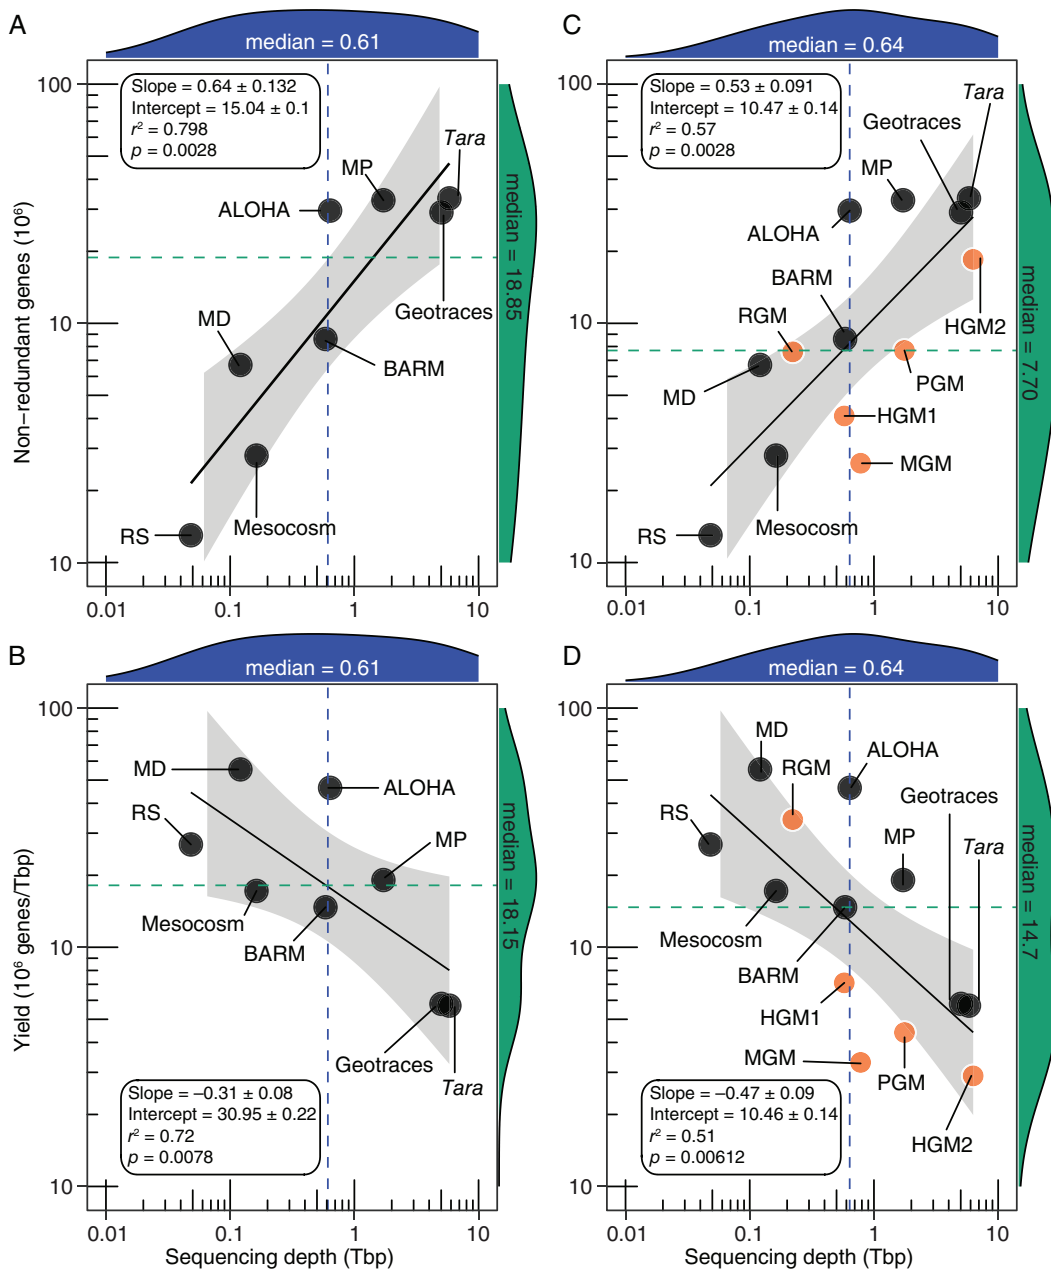 A
median = 0.61
Slope = 0.64 ± 0.132
Intercept = 15.04 ± 0.1
r² = 0.798
p = 0.0028
100
10
10
Non−redundant genes (10⁶)
Tara
MP
ALOHA
Geotraces
MD
BARM
Mesocosm
RS
median = 18.85
0.01
0.1
1
10
C
median = 0.64
Slope = 0.53 ± 0.091
Intercept = 10.47 ± 0.14
r² = 0.57
p = 0.0028
100
10
10
Tara
Geotraces
MP
ALOHA
BARM
RGM
HGM2
MD
PGM
HGM1
MGM
Mesocosm
RS
median = 7.70
0.01
0.1
1
10
B
median = 0.61
100
10
10
Yield (10⁶ genes/Tbp)
MD
ALOHA
RS
MP
Mesocosm
BARM
Geotraces
Tara
Slope = −0.31 ± 0.08
Intercept = 30.95 ± 0.22
r² = 0.72
p = 0.0078
median = 18.15
0.01
0.1
1
10
Sequencing depth (Tbp)
D
median = 0.64
100
10
10
MD
ALOHA
RGM
Geotraces
RS
MP
Tara
Mesocosm
BARM
HGM1
MGM
PGM
HGM2
Slope = −0.47 ± 0.09
Intercept = 10.46 ± 0.14
r² = 0.51
p = 0.00612
median = 14.7
0.01
0.1
1
10
Sequencing depth (Tbp)